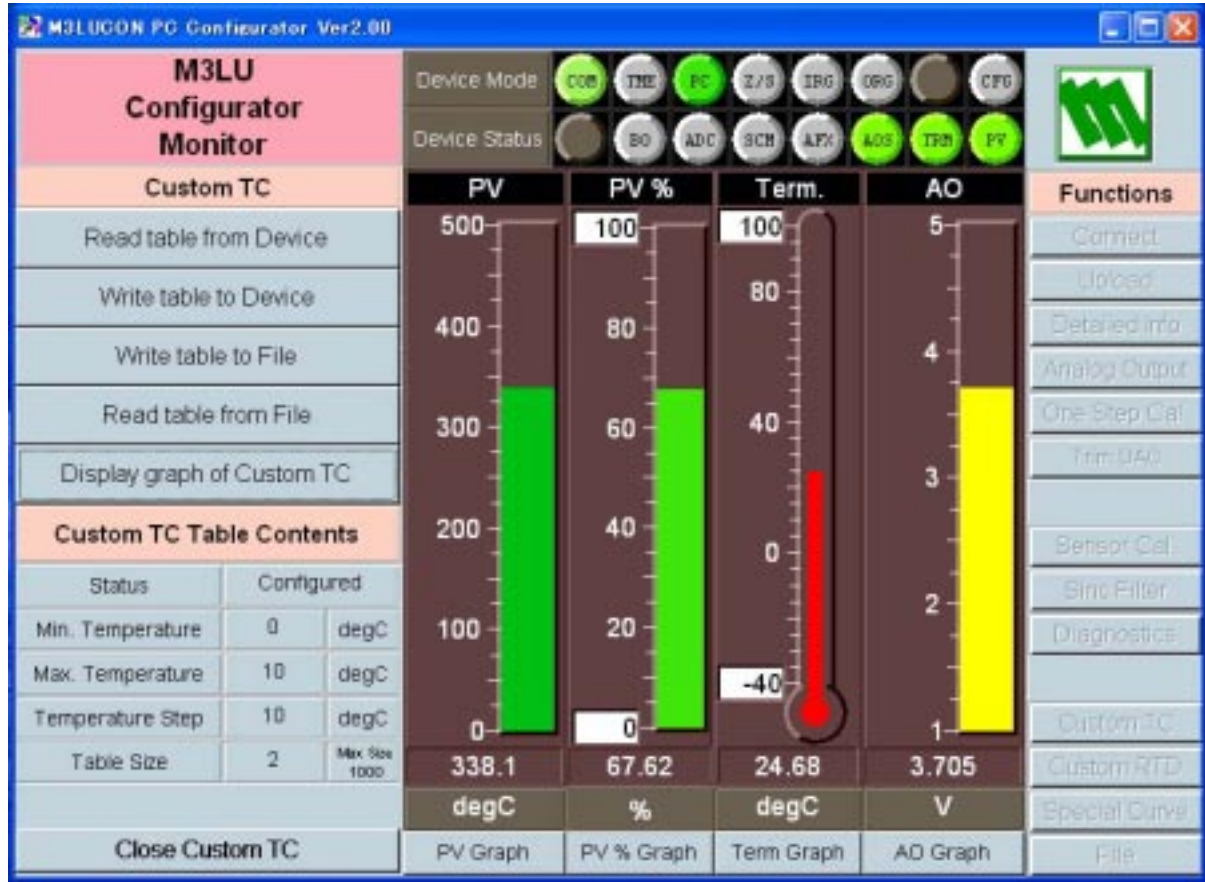 M3LUCON PC Configurator Ver2.00
M3LU
Configurator
Monitor
Device Mode
COM TME PC Z/S IRG ORG CFG
Device Status
BO ADC SCM AFX AOS TRM PV
Custom TC
Read table from Device
Write table to Device
Write table to File
Read table from File
Display graph of Custom TC
Custom TC Table Contents
Status Configured
Min. Temperature 0 degC
Max. Temperature 10 degC
Temperature Step 10 degC
Table Size 2 Max Size
1000
Close Custom TC
PV
500
400
300
200
100
0
338.1
degC
PV Graph
PV %
100
80
60
40
20
0
67.62
%
PV % Graph
Term.
100
80
40
0
-40
24.68
degC
Term Graph
AO
5
4
3
2
1
3.705
V
AO Graph
Functions
Connect
Upload
Detailed info
Analog Output
One Step Cal
Trim DAC
Sensor Cal.
Sinc Filter
Diagnostics
Custom TC
Custom RTD
Special Curve
File